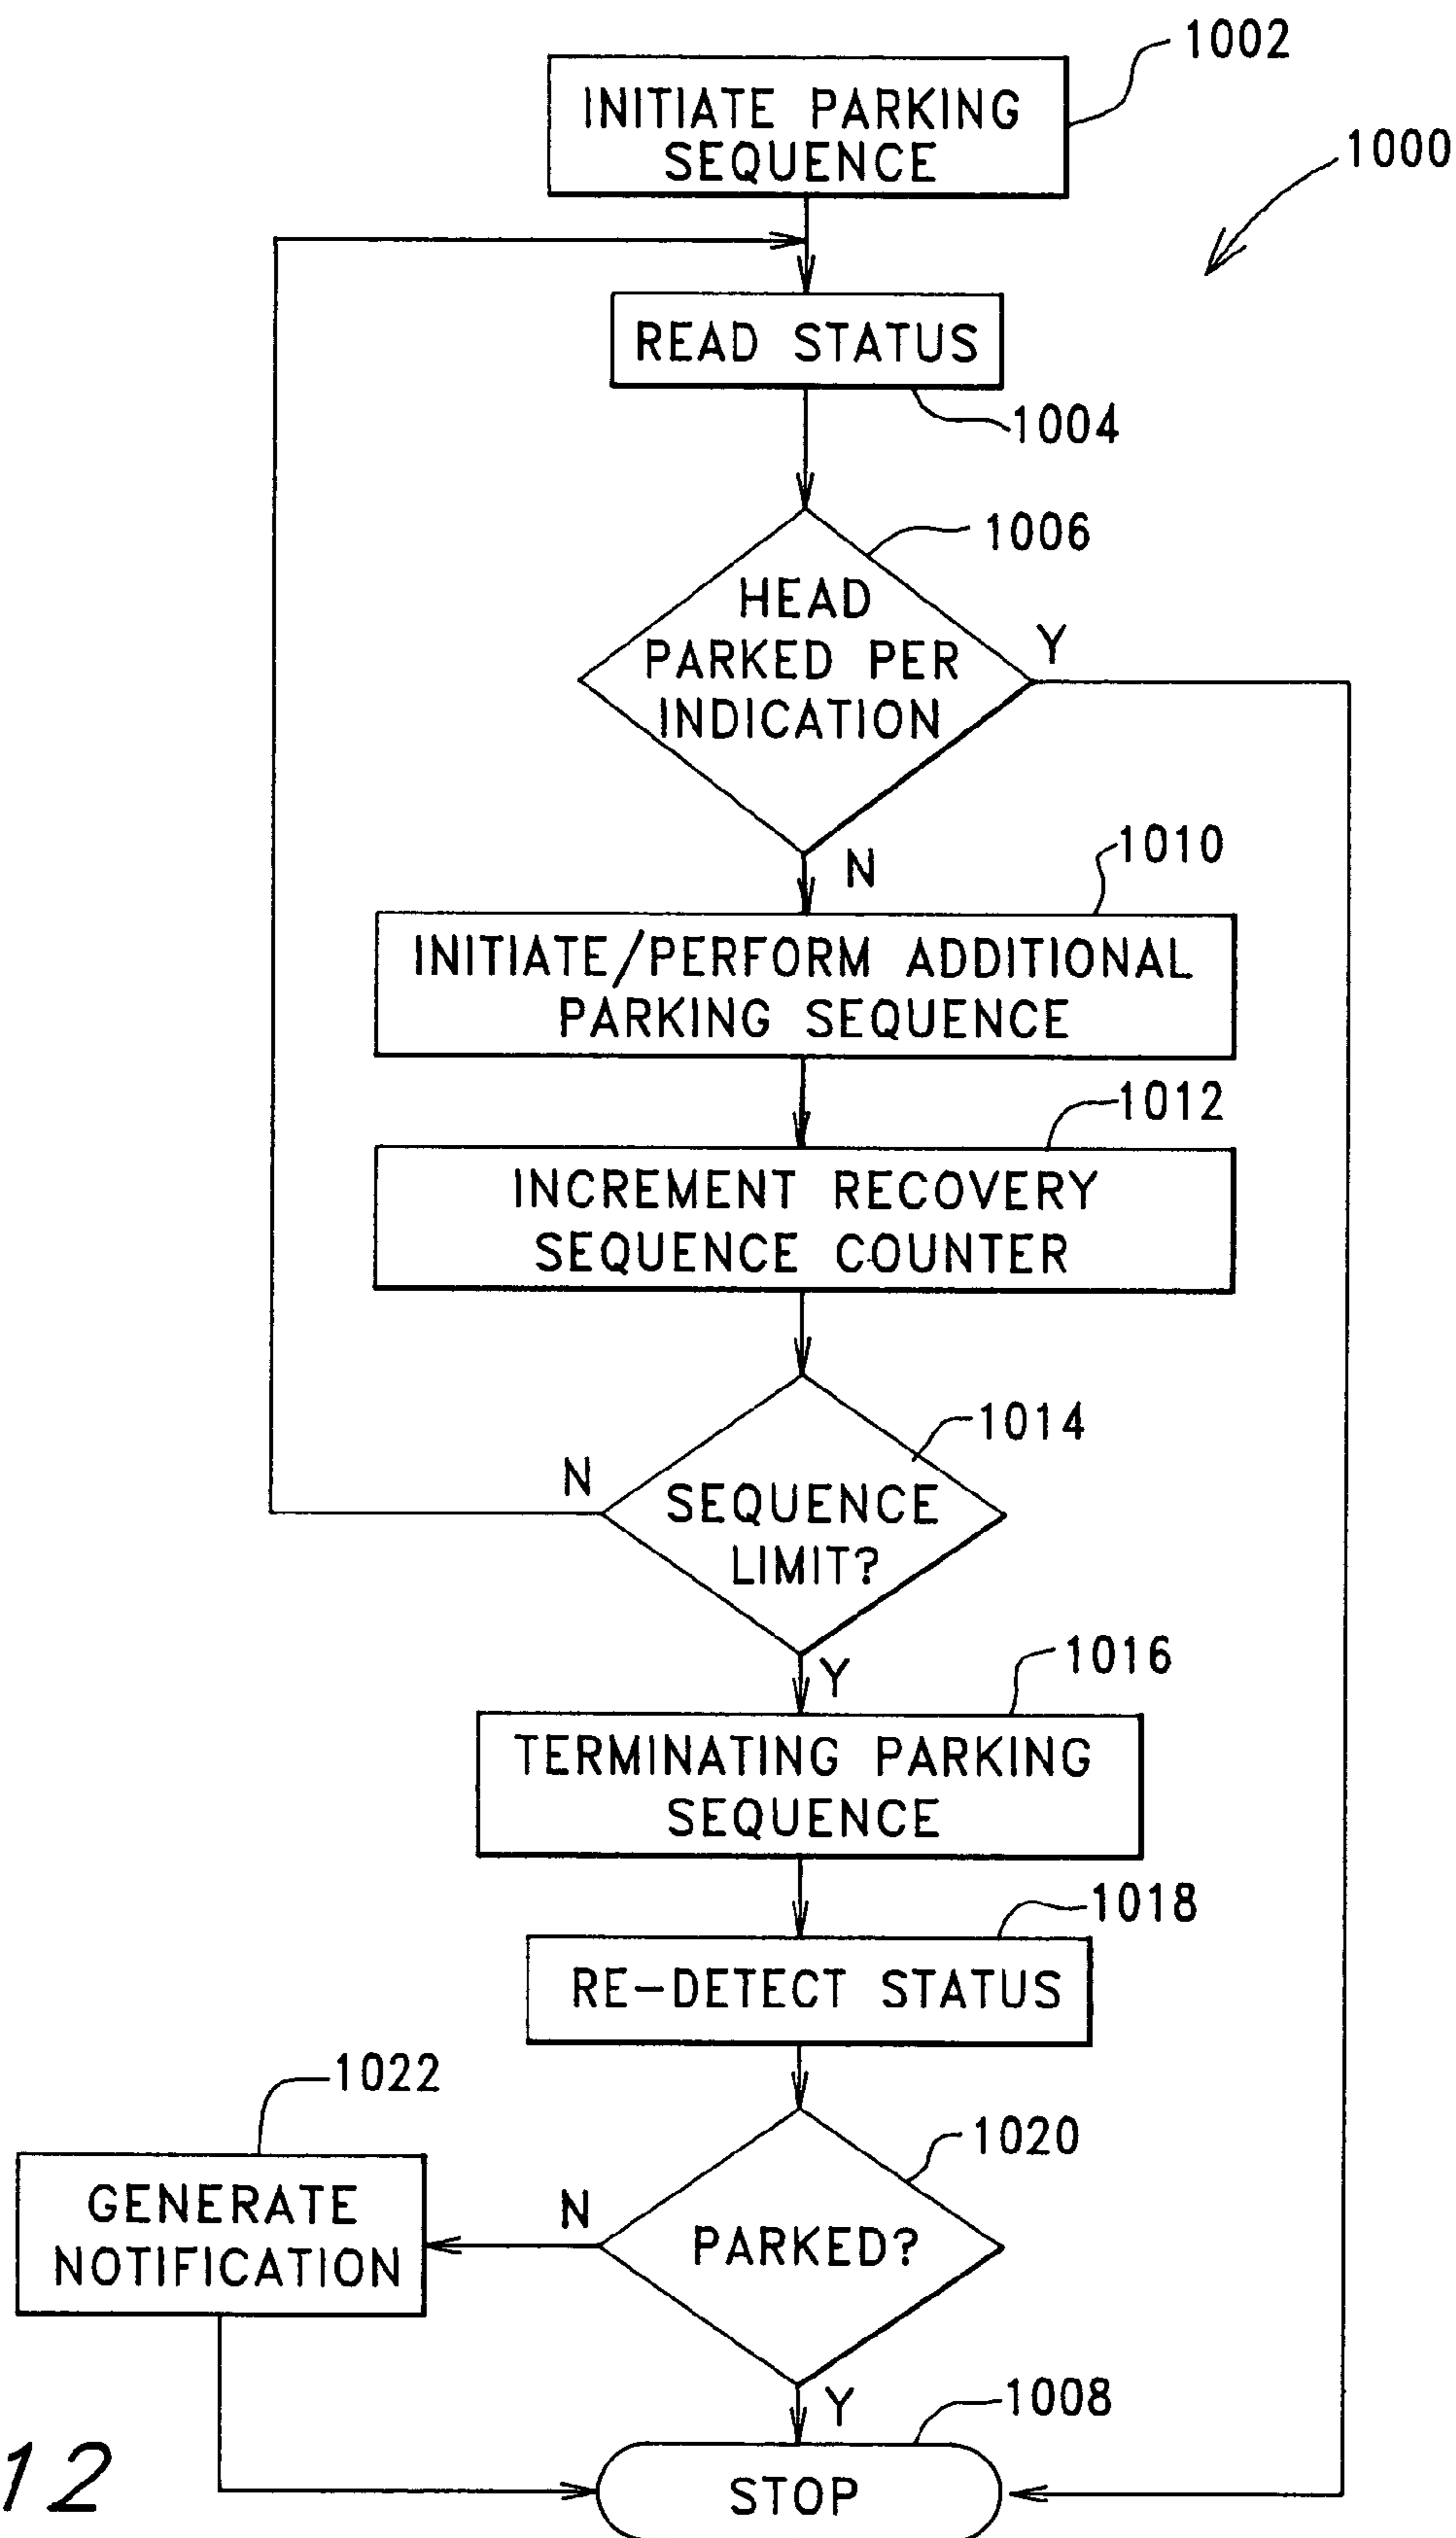 1002
INITIATE PARKING
SEQUENCE
1000
READ STATUS
1004
1006
HEAD
PARKED PER
INDICATION
Y
N
1010
INITIATE/PERFORM ADDITIONAL
PARKING SEQUENCE
1012
INCREMENT RECOVERY
SEQUENCE COUNTER
1014
N
SEQUENCE
LIMIT?
Y
1016
TERMINATING PARKING
SEQUENCE
1018
RE-DETECT STATUS
1022
1020
GENERATE
NOTIFICATION
N
PARKED?
Y
1008
STOP
12